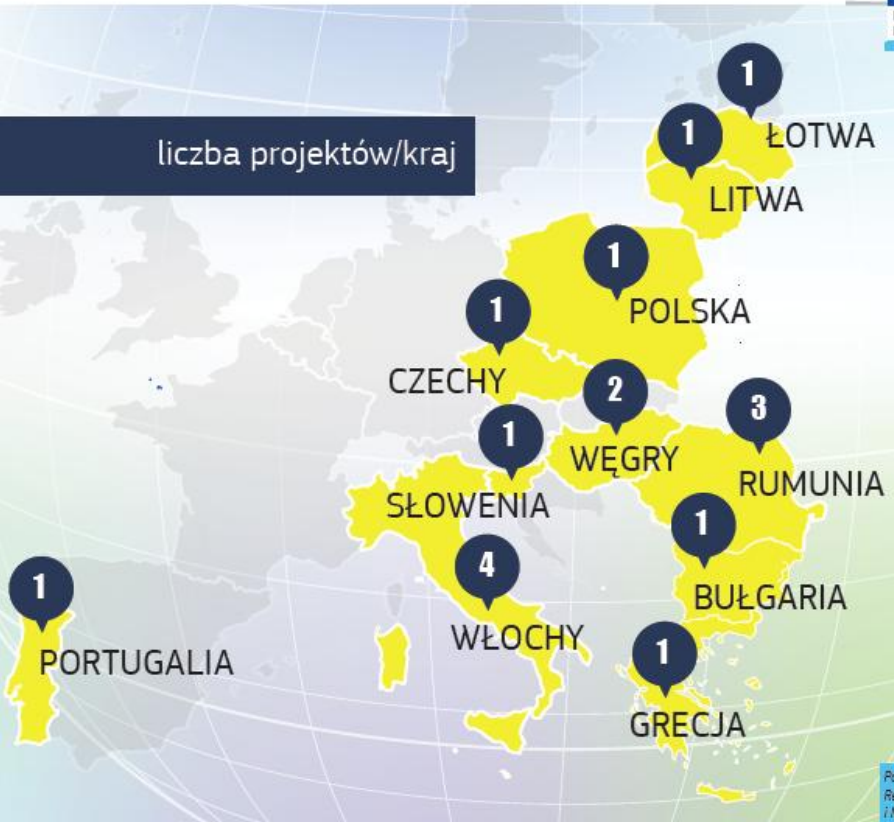 1
1
ŁOTWA
liczba projektów/kraj
LITWA
1
POLSKA
1
CZECHY
2
3
1
WĘGRY
RUMUNIA
SŁOWENIA
1
4
1
BUŁGARIA
WŁOCHY
PORTUGALIA
1
GRECJA